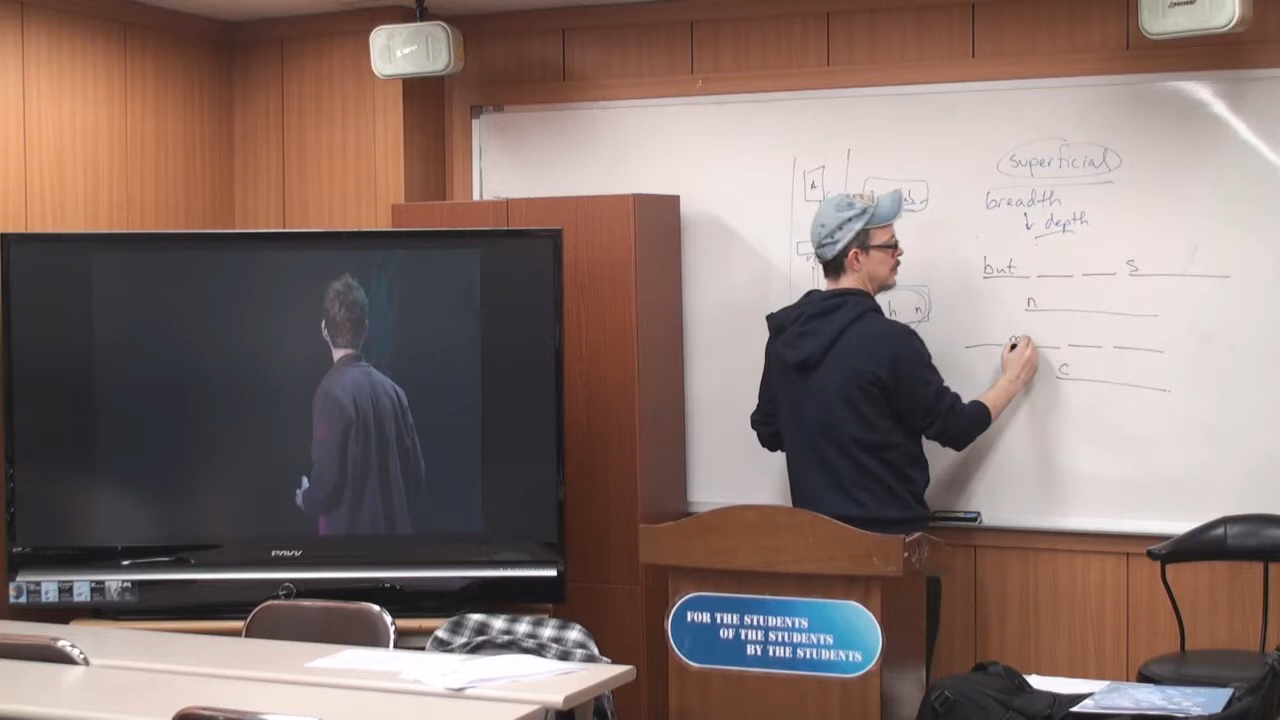 superficial
breadth
depth
but s
n
c
A
h n
PAVV
FOR THE STUDENTS
OF THE STUDENTS
BY THE STUDENTS